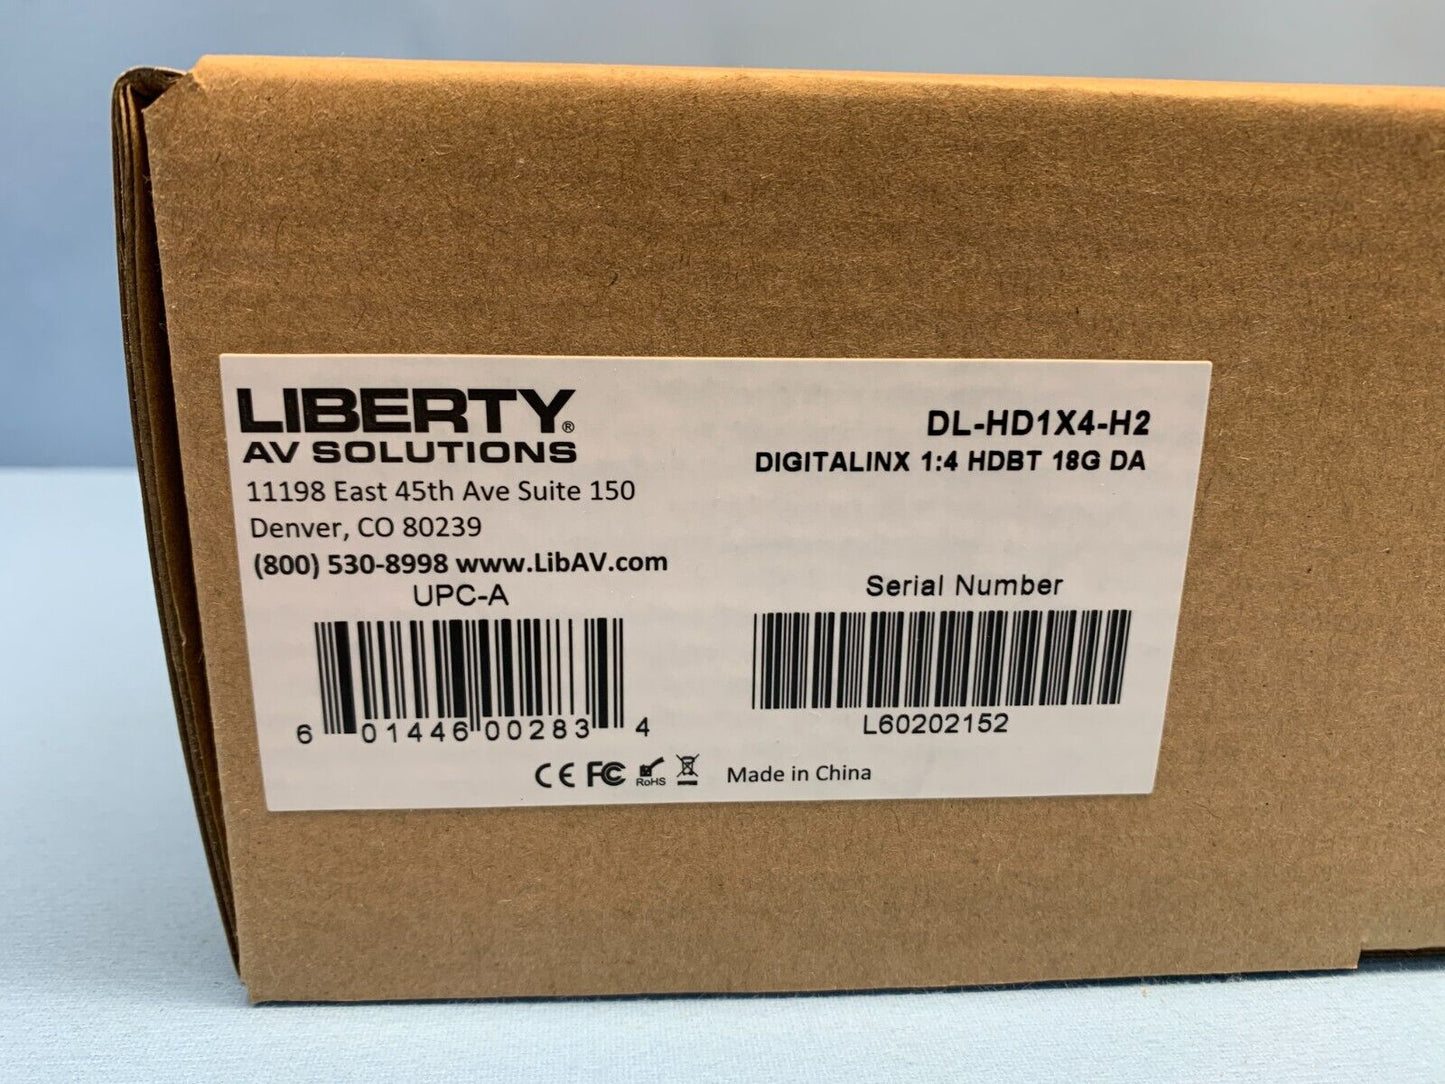 LIBERTY®
AV SOLUTIONS
11198 East 45th Ave Suite 150
Denver, CO 80239
(800) 530-8998 www.LibAV.com
UPC-A
6 01446 00283 4
DL-HD1X4-H2
DIGITALINX 1:4 HDBT 18G DA
Serial Number
L60202152
CE FC RoHS Made in China